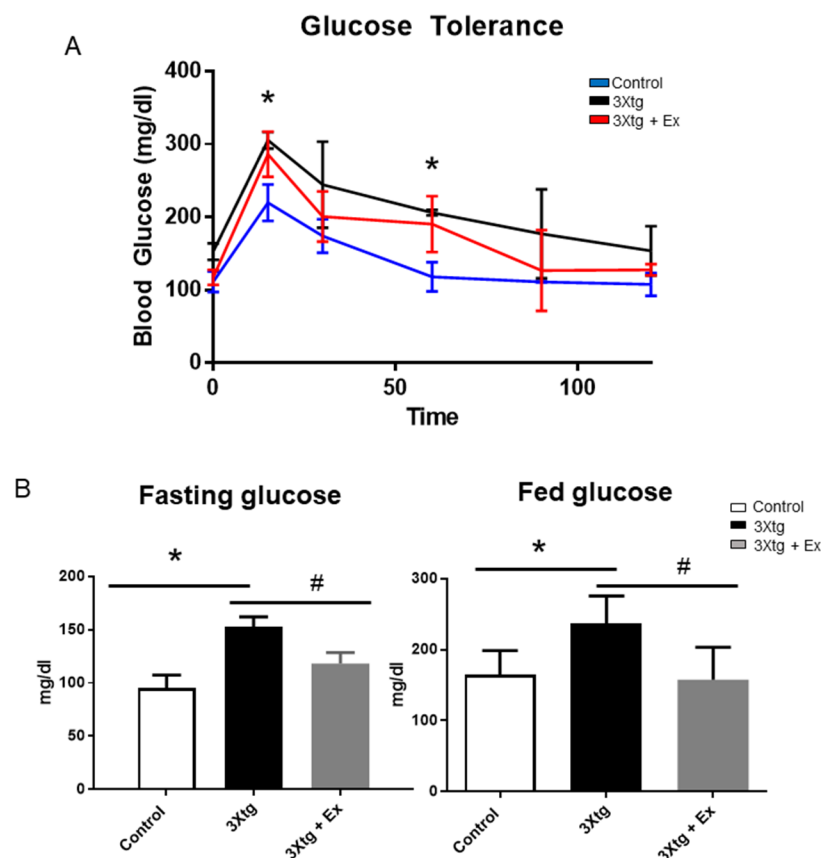 Glucose Tolerance
A
400
300
200
100
0
Blood Glucose (mg/dl)
*
*
Control
3Xtg
3Xtg + Ex
0
50
100
Time
B
Fasting glucose
*
#
200
150
100
50
0
mg/dl
Control
3Xtg
3Xtg + Ex
Fed glucose
Control
3Xtg
3Xtg + Ex
*
#
300
200
100
0
mg/dl
Control
3Xtg
3Xtg + Ex